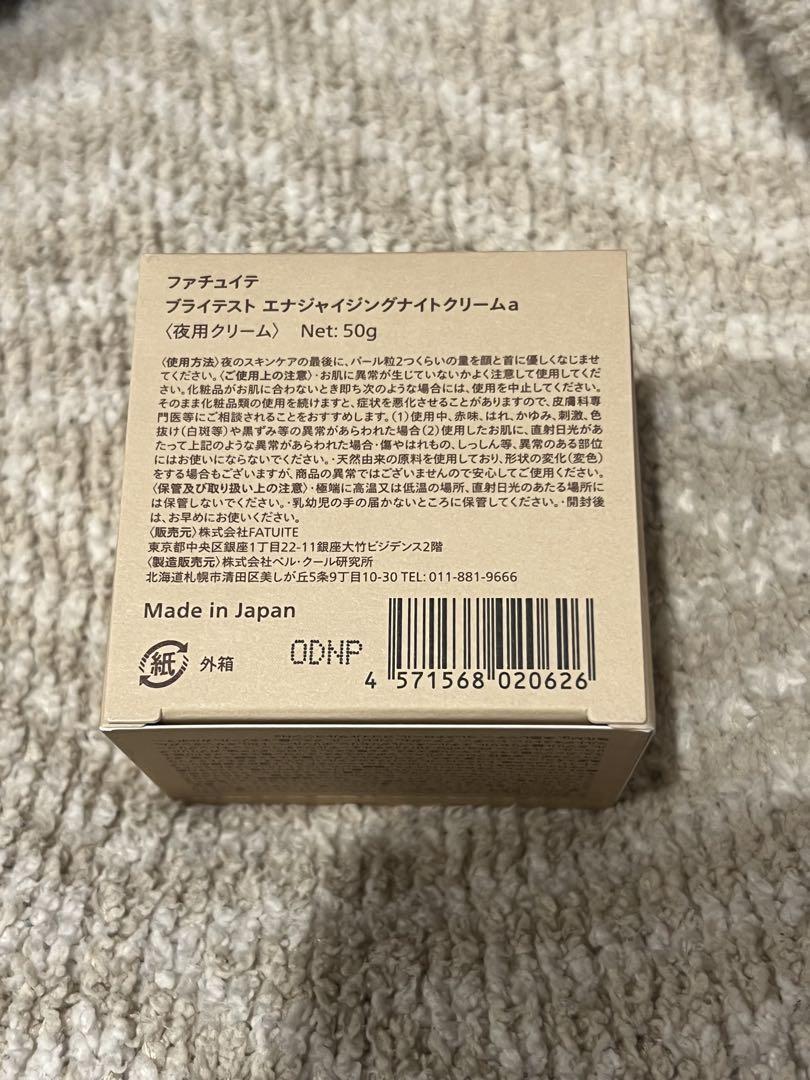 ファチュイテ
ブライテスト エナジャイジングナイトクリームa
〈夜用クリーム〉 Net: 50g
〈使用方法〉夜のスキンケアの最後に、パール粒2つくらいの量を顔と首に優しくなじませ
てください。〈ご使用上の注意〉・お肌に異常が生じていないかよく注意して使用してくだ
さい。化粧品がお肌に合わないとき即ち次のような場合には、使用を中止してください。
そのまま化粧品類の使用を続けますと、症状を悪化させることがありますので、皮膚科専
門医等にご相談されることをおすすめします。(1)使用中、赤味、はれ、かゆみ、刺激、色
抜け(白斑等)や黒ずみ等の異常があらわれた場合(2)使用したお肌に、直射日光が
あたって上記のような異常があらわれた場合・傷やはれもの、しっしん等、異常のある部位
にはお使いにならないでください。・天然由来の原料を使用しており、形状の変化(変色)
をする場合もございますが、商品の異常ではございませんので安心してご使用ください。
〈保管及び取り扱い上の注意〉・極端に高温又は低温の場所、直射日光のあたる場所に
は保管しないでください。・乳幼児の手の届かないところに保管してください。・開封後
は、お早めにお使いください。
〈販売元〉株式会社FATUITE
東京都中央区銀座1丁目22-11銀座大竹ビジデンス2階
〈製造販売元〉株式会社ベル・クール研究所
北海道札幌市清田区美しが丘5条9丁目10-30 TEL: 011-881-9666
Made in Japan
紙 外箱
ODNP
4 571568 020626